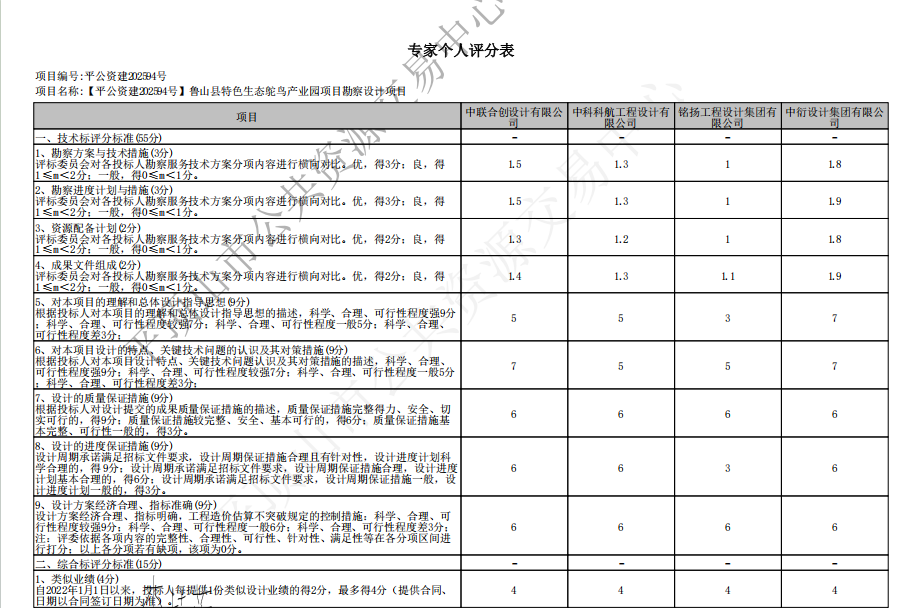 专家个人评分表
项目编号:平公资建202594号
项目名称:【平公资建202594号】鲁山县特色生态鸵鸟产业园项目勘察设计项目
项目 中联合创设计有限公司 中科科航工程设计有限公司 铭扬工程设计集团有限公司 中衍设计集团有限公司
一、技术标评分标准(55分) - - - -
1、勘察方案与技术措施(3分)
评标委员会对各投标人勘察服务技术方案分项内容进行横向对比。优，得3分；良，得
1≤m＜2分；一般，得0≤m＜1分。
1.5 1.3 1 1.8
2、勘察进度计划与措施(3分)
评标委员会对各投标人勘察服务技术方案分项内容进行横向对比。优，得3分；良，得
1≤m＜2分；一般，得0≤m＜1分。
1.5 1.3 1 1.9
3、资源配备计划(2分)
评标委员会对各投标人勘察服务技术方案分项内容进行横向对比。优，得2分；良，得
1≤m＜2分；一般，得0≤m＜1分。
1.3 1.2 1 1.8
4、成果文件组成(2分)
评标委员会对各投标人勘察服务技术方案分项内容进行横向对比。优，得2分；良，得
1≤m＜2分；一般，得0≤m＜1分。
1.4 1.3 1.1 1.9
5、对本项目的理解和总体设计指导思想(9分)
根据投标人对本项目的理解和总体设计指导思想的描述，科学、合理、可行性程度强9分
；科学、合理、可行性程度较强7分；科学、合理、可行性程度一般5分；科学、合理、
可行性程度差3分；
5 5 3 7
6、对本项目设计的特点、关键技术问题的认识及其对策措施(9分)
根据投标人对本项目设计特点、关键技术问题认识及其对策措施的描述，科学、合理、
可行性程度强9分；科学、合理、可行性程度较强7分；科学、合理、可行性程度一般5分
；科学、合理、可行性程度差3分；
7 5 5 7
7、设计的质量保证措施(9分)
根据投标人对设计提交的成果质量保证措施的描述，质量保证措施完整得力、安全、切
实可行的，得9分；质量保证措施较完整、安全、基本可行的，得6分；质量保证措施基
本完整、可行性一般的，得3分。
6 6 6 6
8、设计的进度保证措施(9分)
设计周期承诺满足招标文件要求，设计周期保证措施合理且有针对性，设计进度计划科
学合理的，得9分；设计周期承诺满足招标文件要求，设计周期保证措施合理，设计进度
计划基本合理的，得6分；设计周期承诺满足招标文件要求，设计周期保证措施一般，设
计进度计划一般的，得3分。
6 6 3 6
9、设计方案经济合理、指标准确(9分)
设计方案经济合理、指标明确，工程造价估算不突破规定的控制措施：科学、合理、可
行性程度较强9分；科学、合理、可行性程度一般6分；科学、合理、可行性程度差3分；
注：评委依据各项内容的完整性、合理性、可行性、针对性、满足性等在各分项区间进
行打分；以上各分项若有缺项，该项为0分。
6 6 6 6
二、综合标评分标准(15分) - - - -
1、类似业绩(4分)
自2022年1月1日以来，投标人每提供1份类似设计业绩的得2分，最多得4分（提供合同、
日期以合同签订日期为准）。
4 4 4 4
平顶山市公共资源交易中心